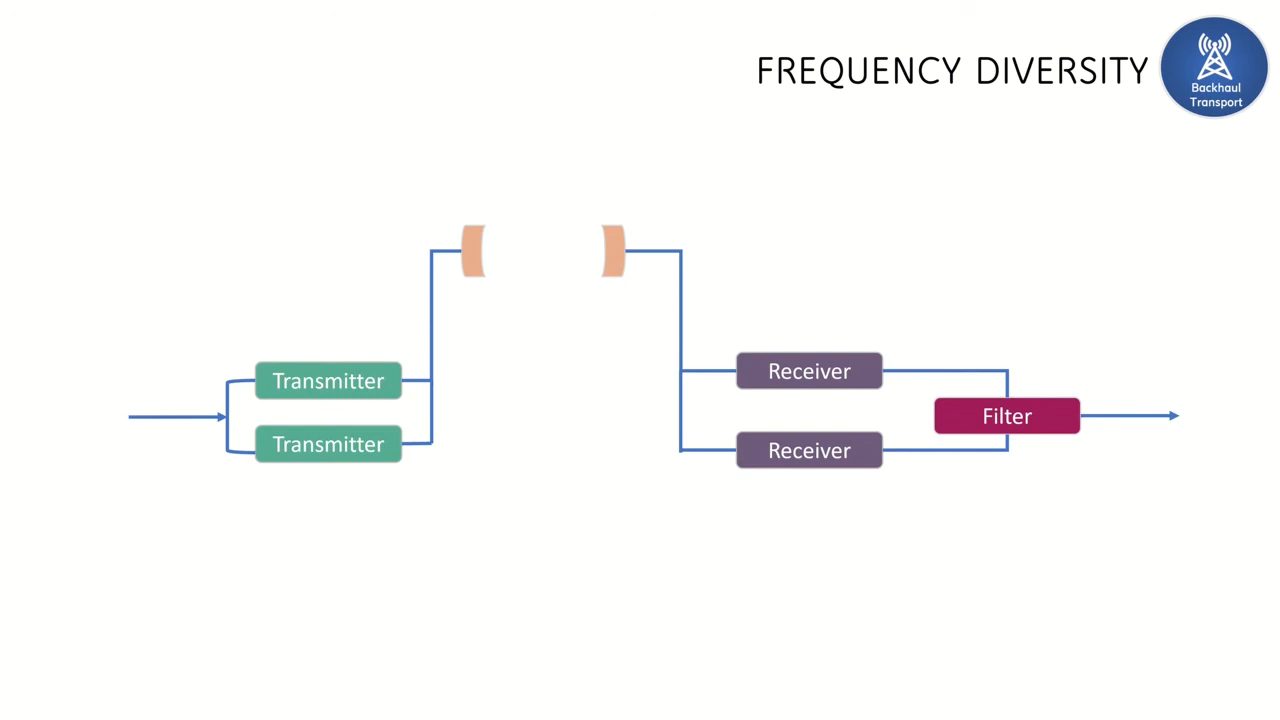 FREQUENCY DIVERSITY
Backhaul
Transport
Transmitter
Transmitter
Receiver
Receiver
Filter